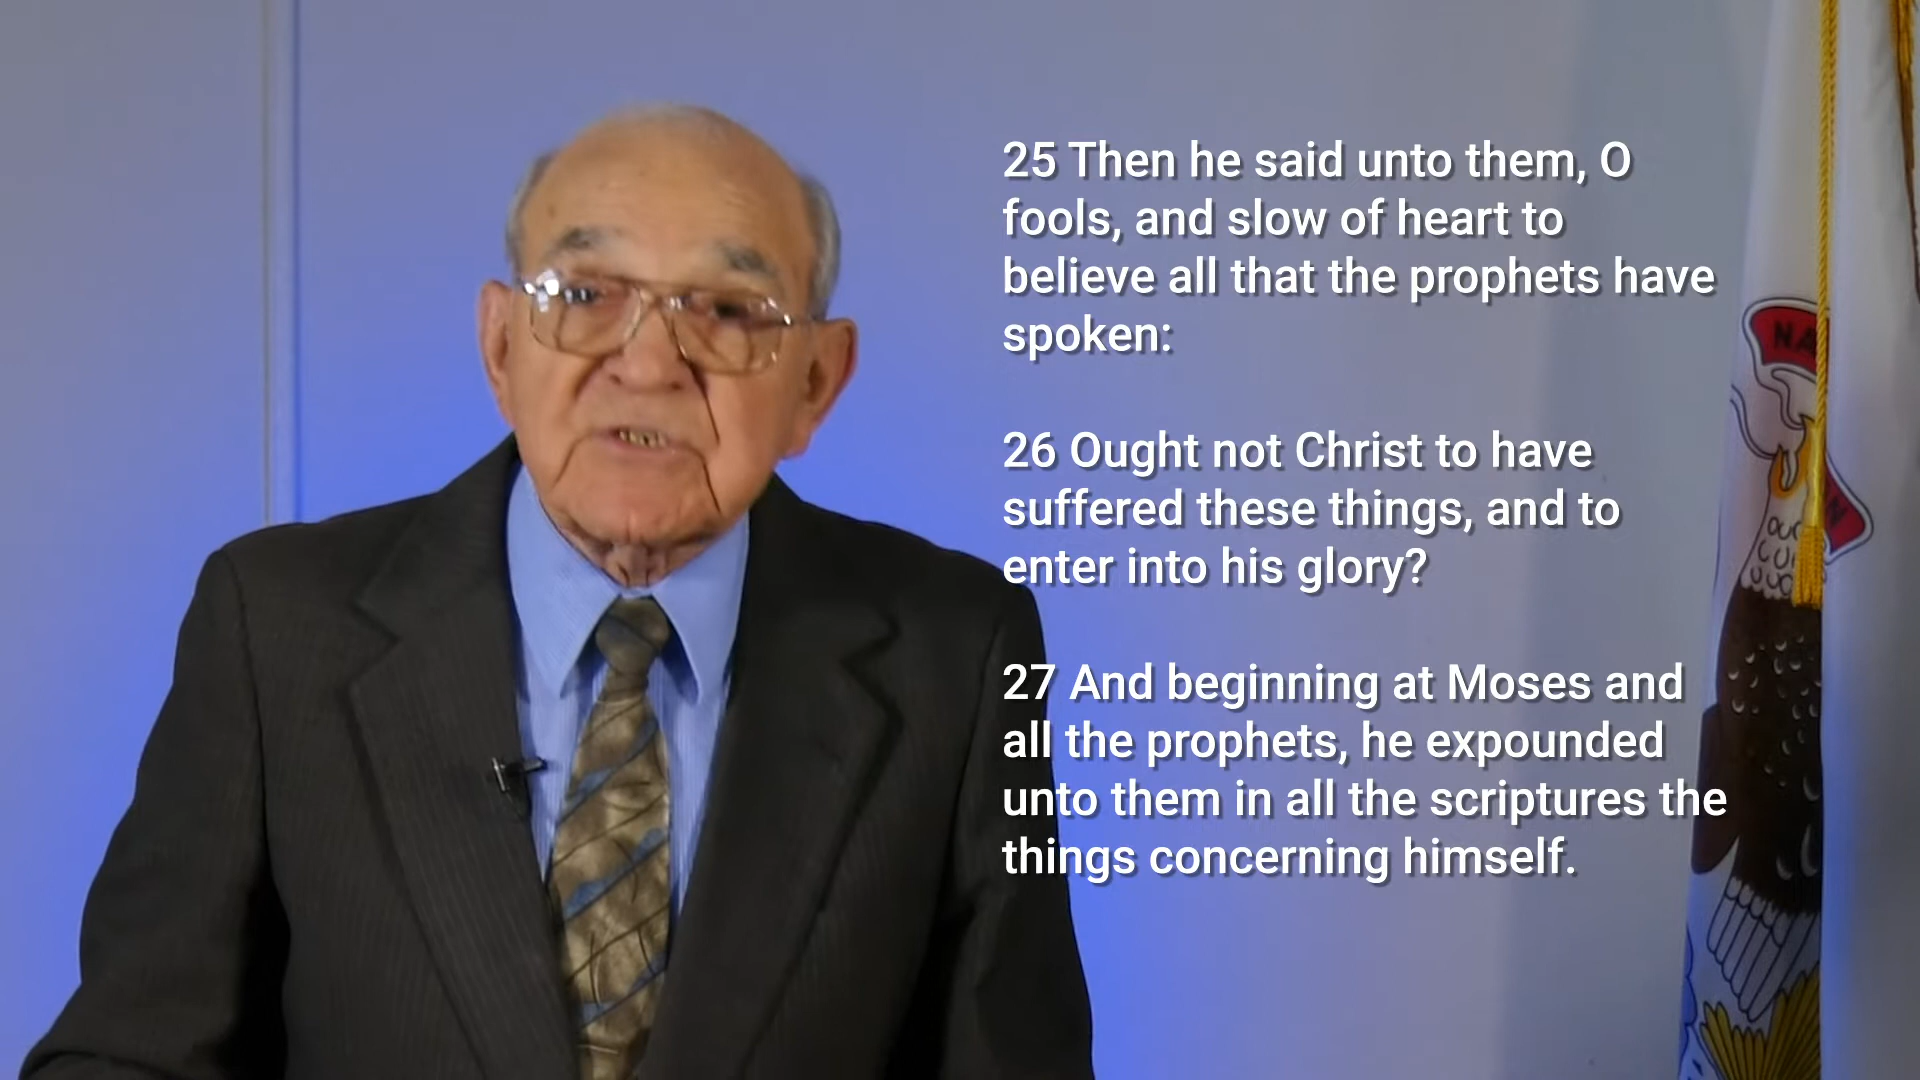 25 Then he said unto them, O
fools, and slow of heart to
believe all that the prophets have
spoken:
26 Ought not Christ to have
suffered these things, and to
enter into his glory?
27 And beginning at Moses and
all the prophets, he expounded
unto them in all the scriptures the
things concerning himself.